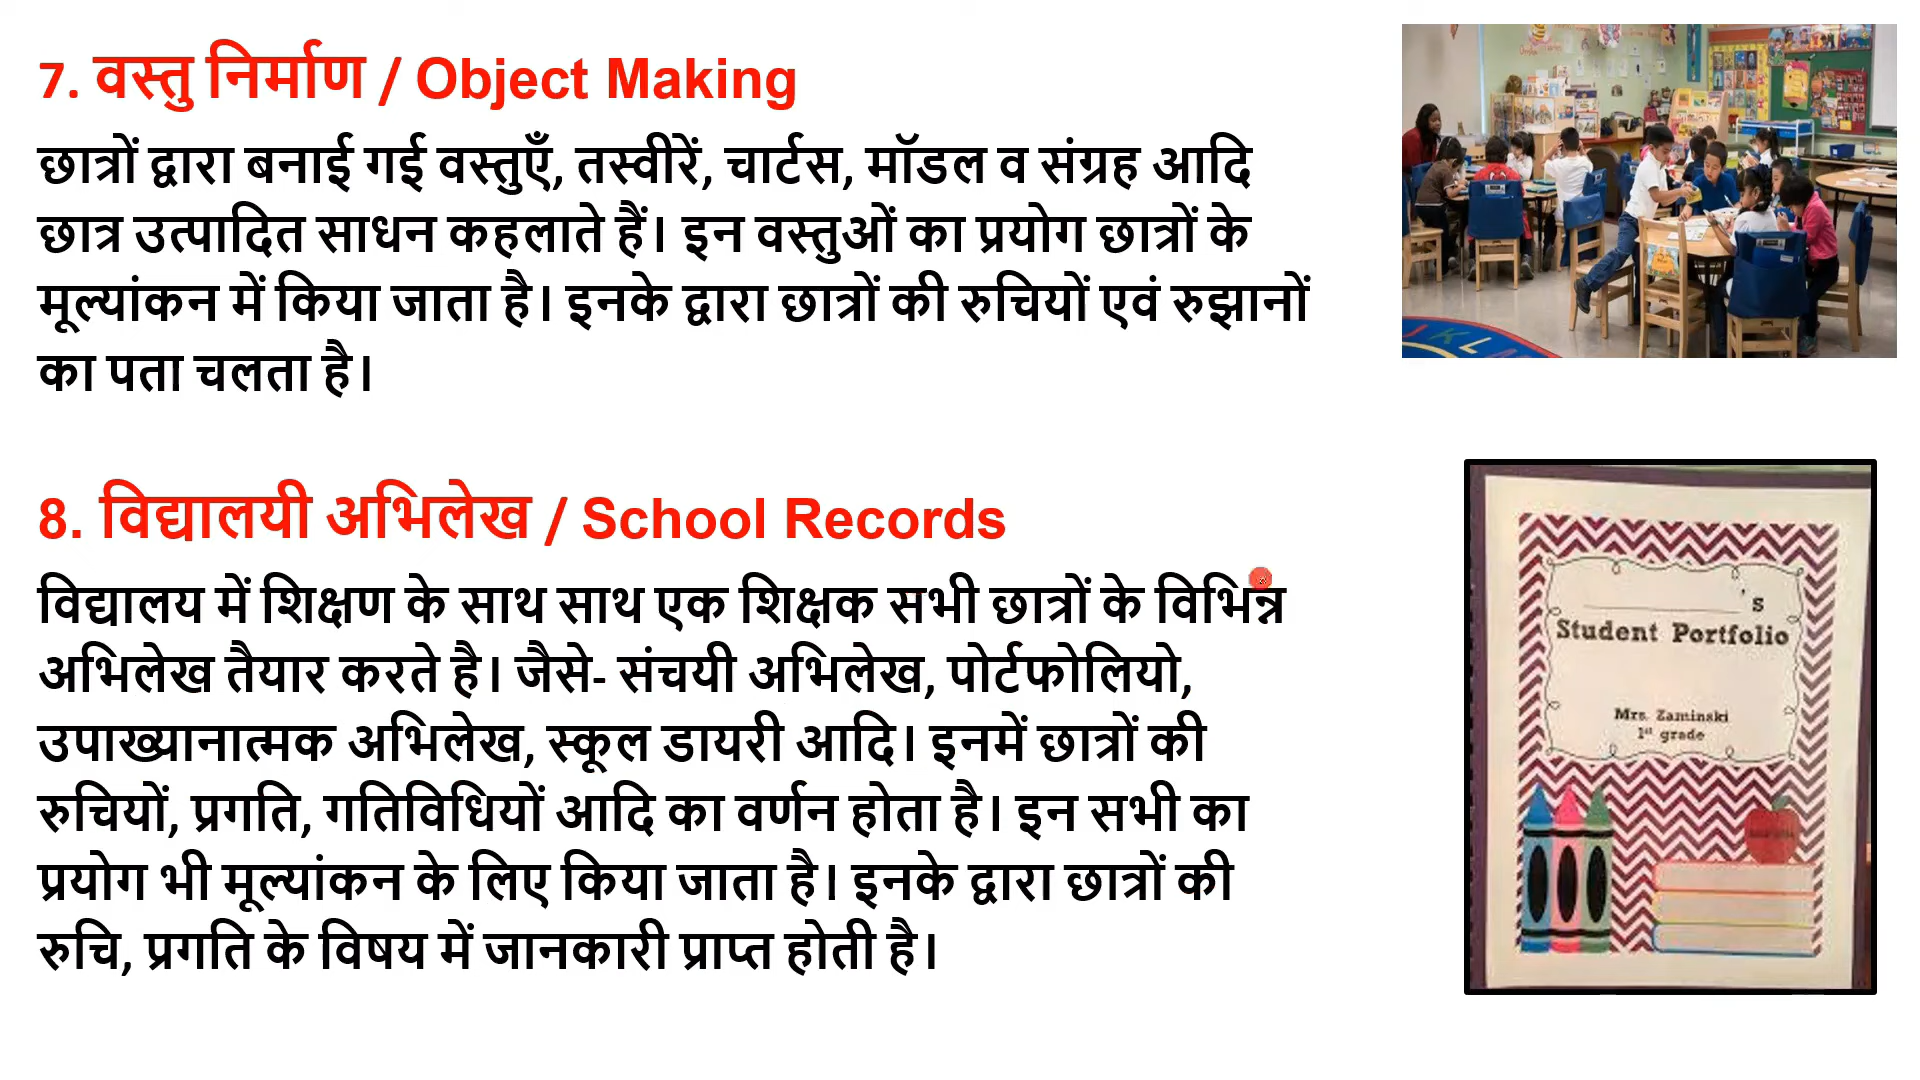 7. वस्तु निर्माण / Object Making
छात्रों द्वारा बनाई गई वस्तुएँ, तस्वीरें, चार्टस, मॉडल व संग्रह आदि
छात्र उत्पादित साधन कहलाते हैं। इन वस्तुओं का प्रयोग छात्रों के
मूल्यांकन में किया जाता है। इनके द्वारा छात्रों की रुचियों एवं रुझानों
का पता चलता है।
8. विद्यालयी अभिलेख / School Records
विद्यालय में शिक्षण के साथ साथ एक शिक्षक सभी छात्रों के विभिन्न
अभिलेख तैयार करते है। जैसे- संचयी अभिलेख, पोर्टफोलियो,
उपाख्यानात्मक अभिलेख, स्कूल डायरी आदि। इनमें छात्रों की
रुचियों, प्रगति, गतिविधियों आदि का वर्णन होता है। इन सभी का
प्रयोग भी मूल्यांकन के लिए किया जाता है। इनके द्वारा छात्रों की
रुचि, प्रगति के विषय में जानकारी प्राप्त होती है।
's
Student Portfolio
Mrs. Zaminski
1st grade